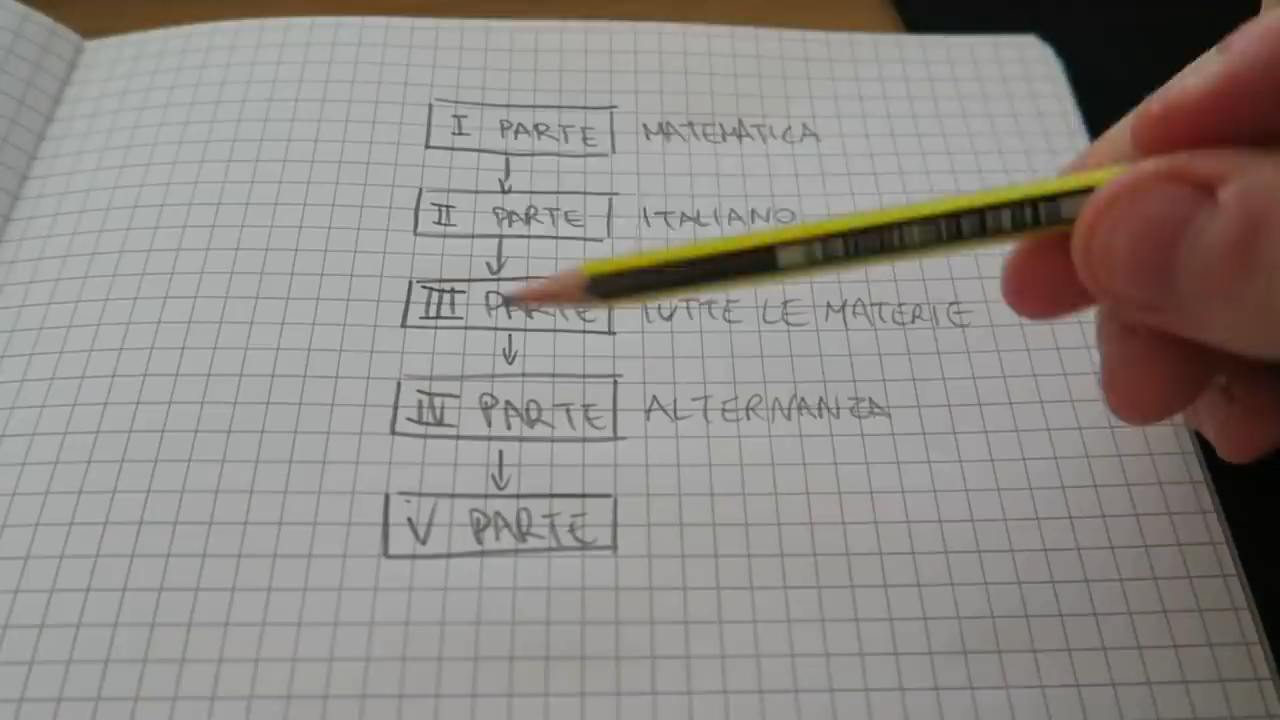 I PARTE MATEMATICA
II PARTE ITALIANO
III PARTE TUTTE LE MATERIE
IV PARTE ALTERNANZA
V PARTE